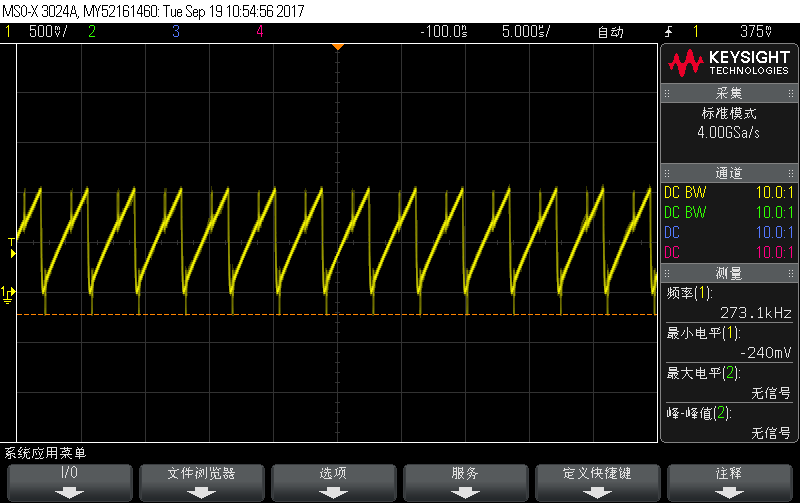 MSO-X 3024A, MY52161460: Tue Sep 19 10:54:56 2017
1 500mV/ 2 3 4 -100.0ns 5.000us/ 自动 1 375mV
KEYSIGHT
TECHNOLOGIES
采集
标准模式
4.00GSa/s
通道
DC BW 10.0:1
DC BW 10.0:1
DC 10.0:1
DC 10.0:1
测量
频率(1):
273.1kHz
最小电平(1):
-240mV
最大电平(2):
无信号
峰-峰值(2):
无信号
T
1
系统应用菜单
I/O 文件浏览器 选项 服务 定义快捷键 注释